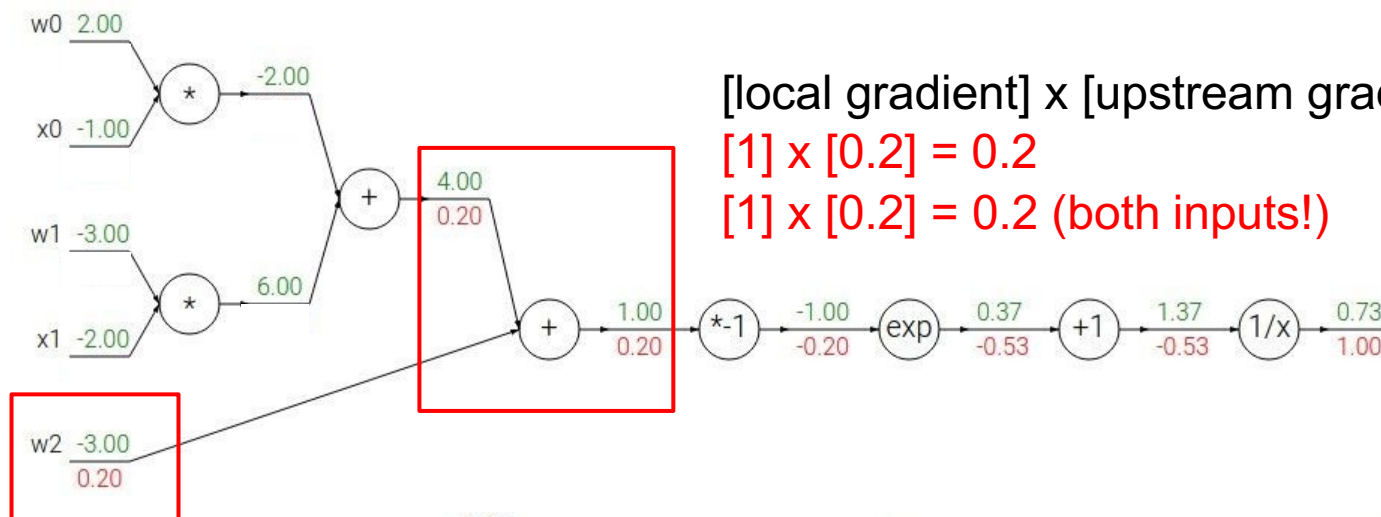 w0 2.00
-2.00
*
x0 -1.00
[local gradient] x [upstream
[1] x [0.2] = 0.2
[1] x [0.2] = 0.2 (both inputs!)
4.00
+
0.20
w1 -3.00
6.00
*
x1 -2.00
1.00 -1.00 0.37 1.37 0.73
+ *-1 exp +1 1/x
0.20 -0.20 -0.53 -0.53 1.00
w2 -3.00
0.20